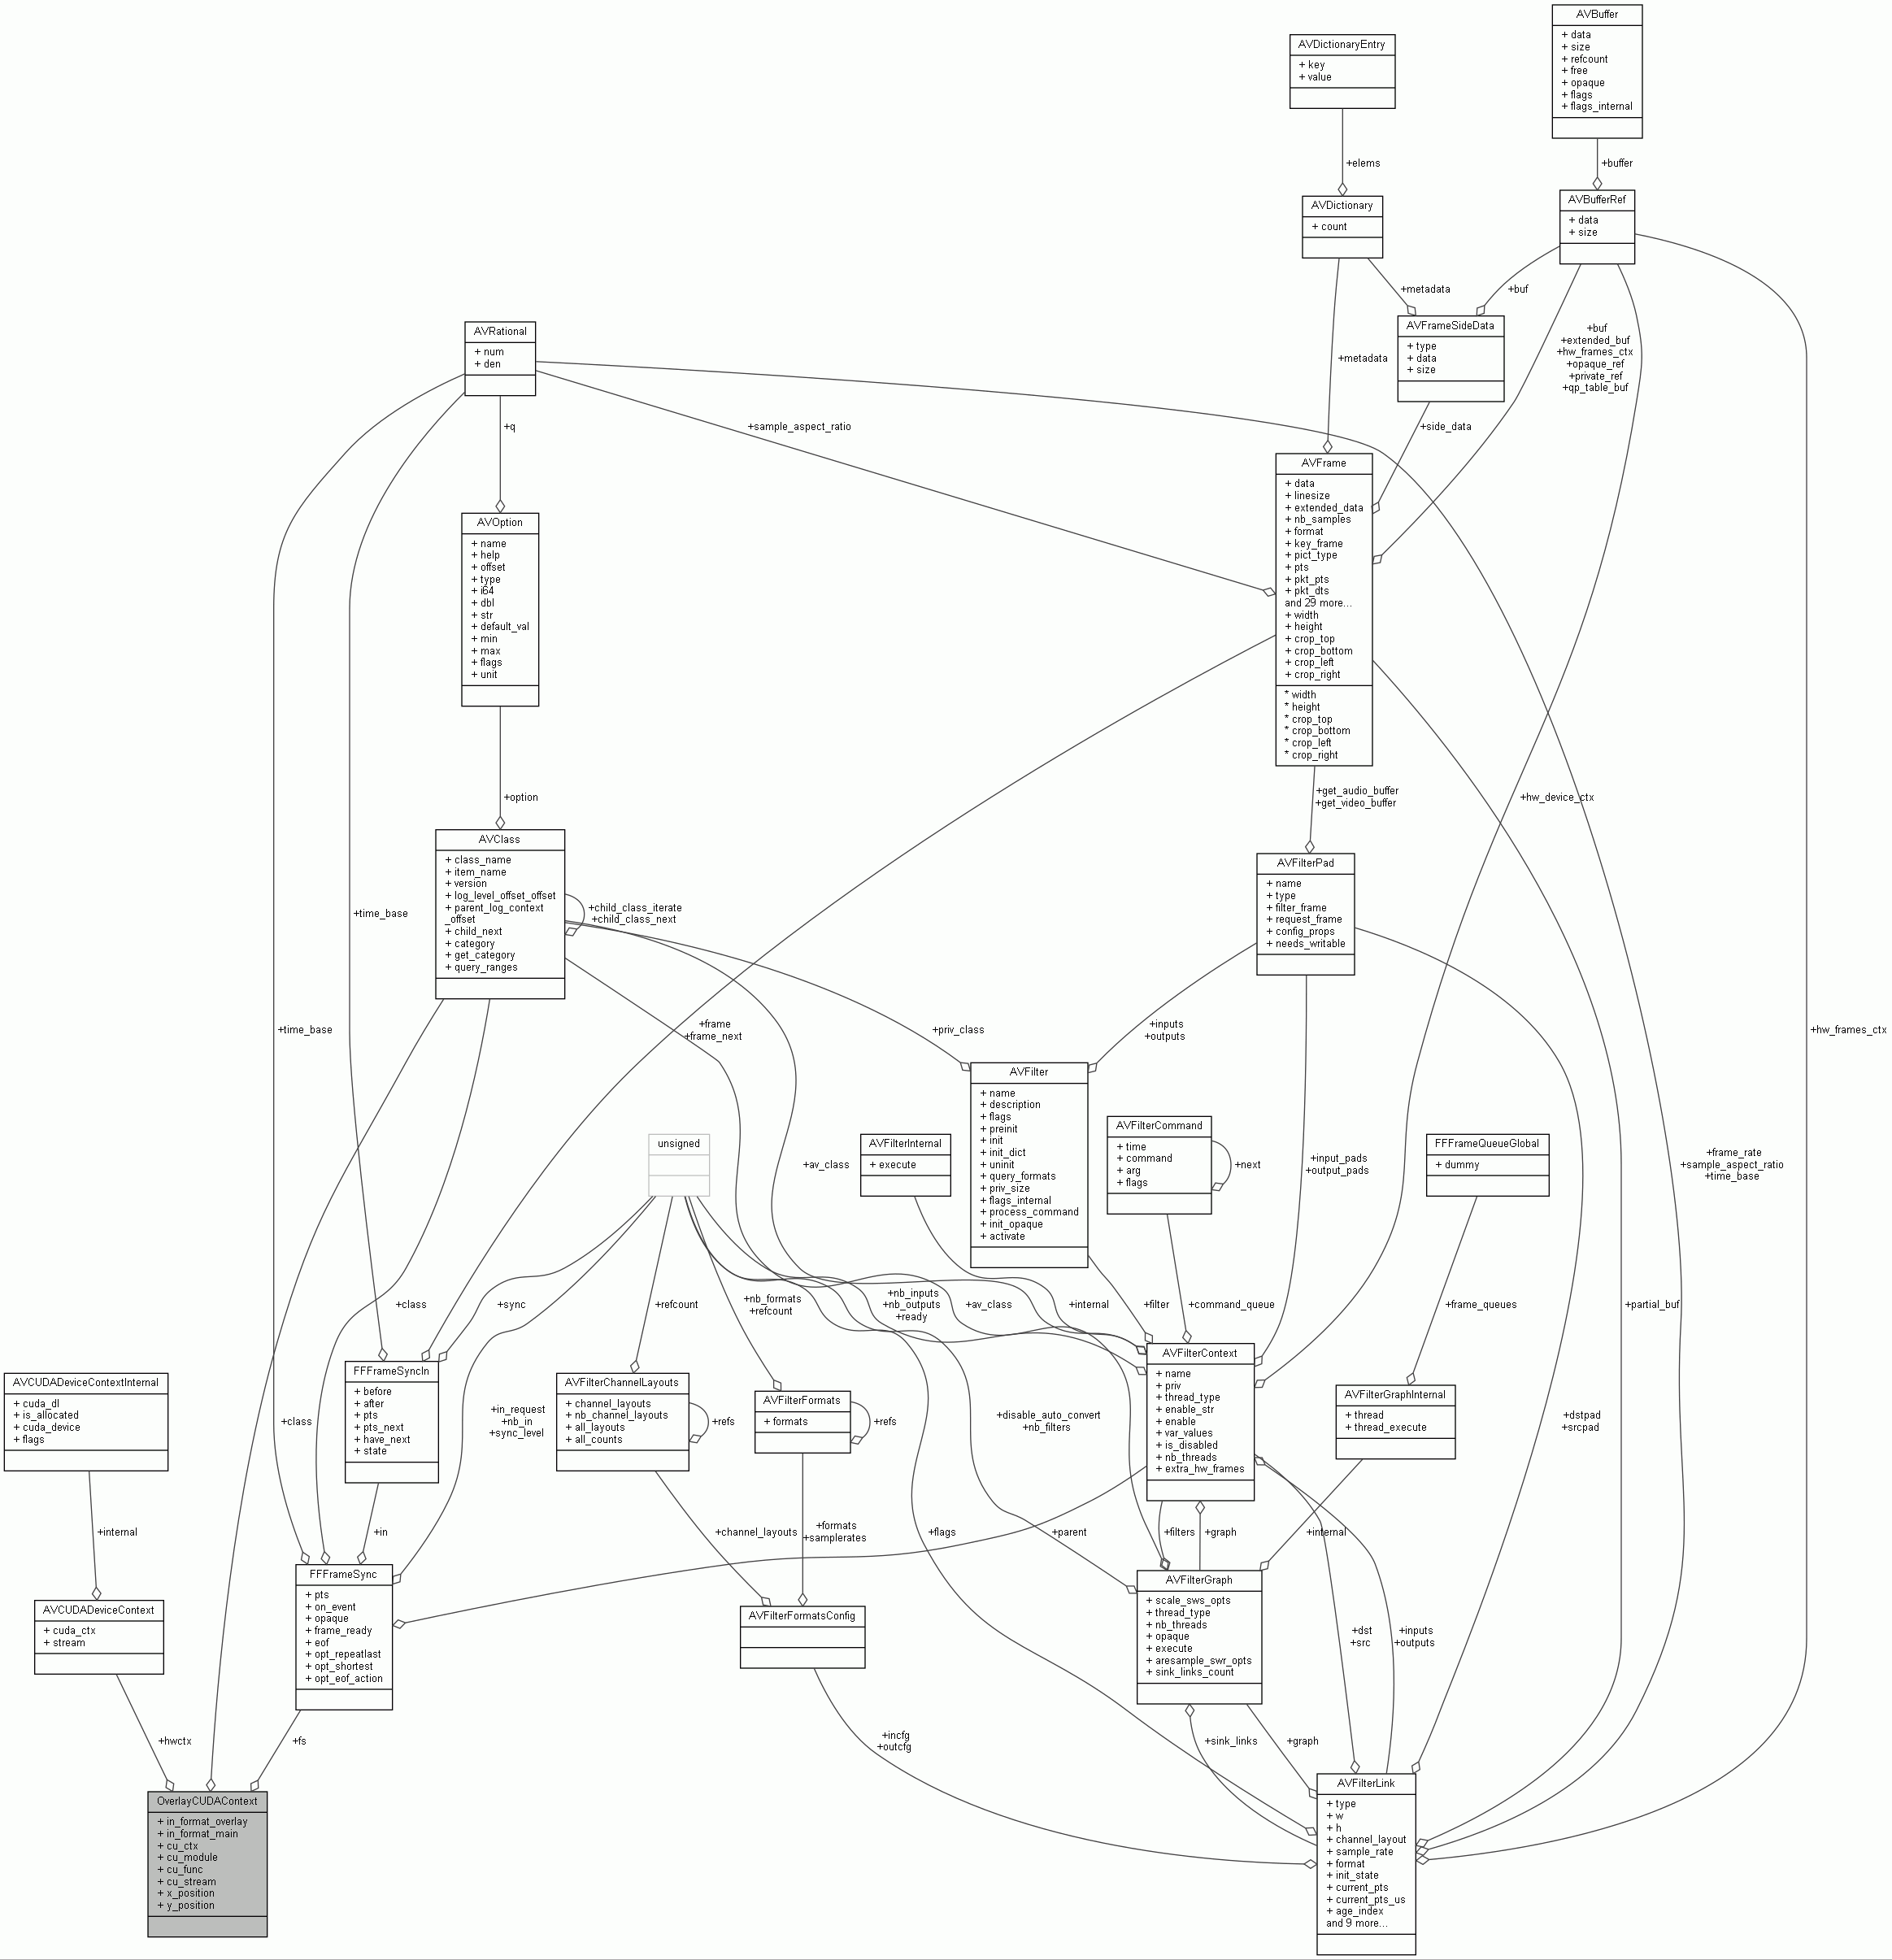 AVBuffer
+ data
+ size
+ refcount
+ free
+ opaque
+ flags
+ flags_internal
AVDictionaryEntry
+ key
+ value
+elems
+buffer
AVDictionary
+ count
AVBufferRef
+ data
+ size
+metadata
+buf
AVFrameSideData
+ type
+ data
+ size
+buf
+extended_buf
+hw_frames_ctx
+opaque_ref
+private_ref
+qp_table_buf
AVRational
+ num
+ den
+metadata
+q
+sample_aspect_ratio
+side_data
AVFrame
+ data
+ linesize
+ extended_data
+ nb_samples
+ format
+ key_frame
+ pict_type
+ pts
+ pkt_pts
+ pkt_dts
and 29 more...
+ width
+ height
+ crop_top
+ crop_bottom
+ crop_left
+ crop_right
* width
* height
* crop_top
* crop_bottom
* crop_left
* crop_right
AVOption
+ name
+ help
+ offset
+ type
+ i64
+ dbl
+ str
+ default_val
+ min
+ max
+ flags
+ unit
+option
+get_audio_buffer
+get_video_buffer
+hw_device_ctx
AVClass
+ class_name
+ item_name
+ version
+ log_level_offset_offset
+ parent_log_context
_offset
+ child_next
+ category
+ get_category
+ query_ranges
+child_class_iterate
+child_class_next
+time_base
AVFilterPad
+ name
+ type
+ filter_frame
+ request_frame
+ config_props
+ needs_writable
+time_base
+frame
+frame_next
+priv_class
+inputs
+outputs
+hw_frames_ctx
AVFilter
+ name
+ description
+ flags
+ preinit
+ init
+ init_dict
+ uninit
+ query_formats
+ priv_size
+ flags_internal
+ process_command
+ init_opaque
+ activate
unsigned
+av_class
AVFilterInternal
+ execute
AVFilterCommand
+ time
+ command
+ arg
+ flags
+next
+input_pads
+output_pads
FFFrameQueueGlobal
+ dummy
+frame_rate
+sample_aspect_ratio
+time_base
+class
+sync
+refcount
+nb_formats
+refcount
+nb_inputs
+nb_outputs
+ready
+av_class
+internal
+filter
+command_queue
+frame_queues
+partial_buf
AVCUDADeviceContextInternal
+ cuda_dl
+ is_allocated
+ cuda_device
+ flags
+class
FFFrameSyncIn
+ before
+ after
+ pts
+ pts_next
+ have_next
+ state
+in_request
+nb_in
+sync_level
AVFilterChannelLayouts
+ channel_layouts
+ nb_channel_layouts
+ all_layouts
+ all_counts
+refs
AVFilterFormats
+ formats
+refs
+disable_auto_convert
+nb_filters
AVFilterContext
+ name
+ priv
+ thread_type
+ enable_str
+ enable
+ var_values
+ is_disabled
+ nb_threads
+ extra_hw_frames
AVFilterGraphInternal
+ thread
+ thread_execute
+dstpad
+srcpad
+internal
+in
+channel_layouts
+formats
+samplerates
+flags
+parent
+filters
+graph
+internal
AVCUDADeviceContext
+ cuda_ctx
+ stream
FFFrameSync
+ pts
+ on_event
+ opaque
+ frame_ready
+ eof
+ opt_repeatlast
+ opt_shortest
+ opt_eof_action
AVFilterFormatsConfig
AVFilterGraph
+ scale_sws_opts
+ thread_type
+ nb_threads
+ opaque
+ execute
+ aresample_swr_opts
+ sink_links_count
+dst
+src
+inputs
+outputs
+hwctx
+fs
+incfg
+outcfg
+sink_links
+graph
OverlayCUDAContext
+ in_format_overlay
+ in_format_main
+ cu_ctx
+ cu_module
+ cu_func
+ cu_stream
+ x_position
+ y_position
AVFilterLink
+ type
+ w
+ h
+ channel_layout
+ sample_rate
+ format
+ init_state
+ current_pts
+ current_pts_us
+ age_index
and 9 more...